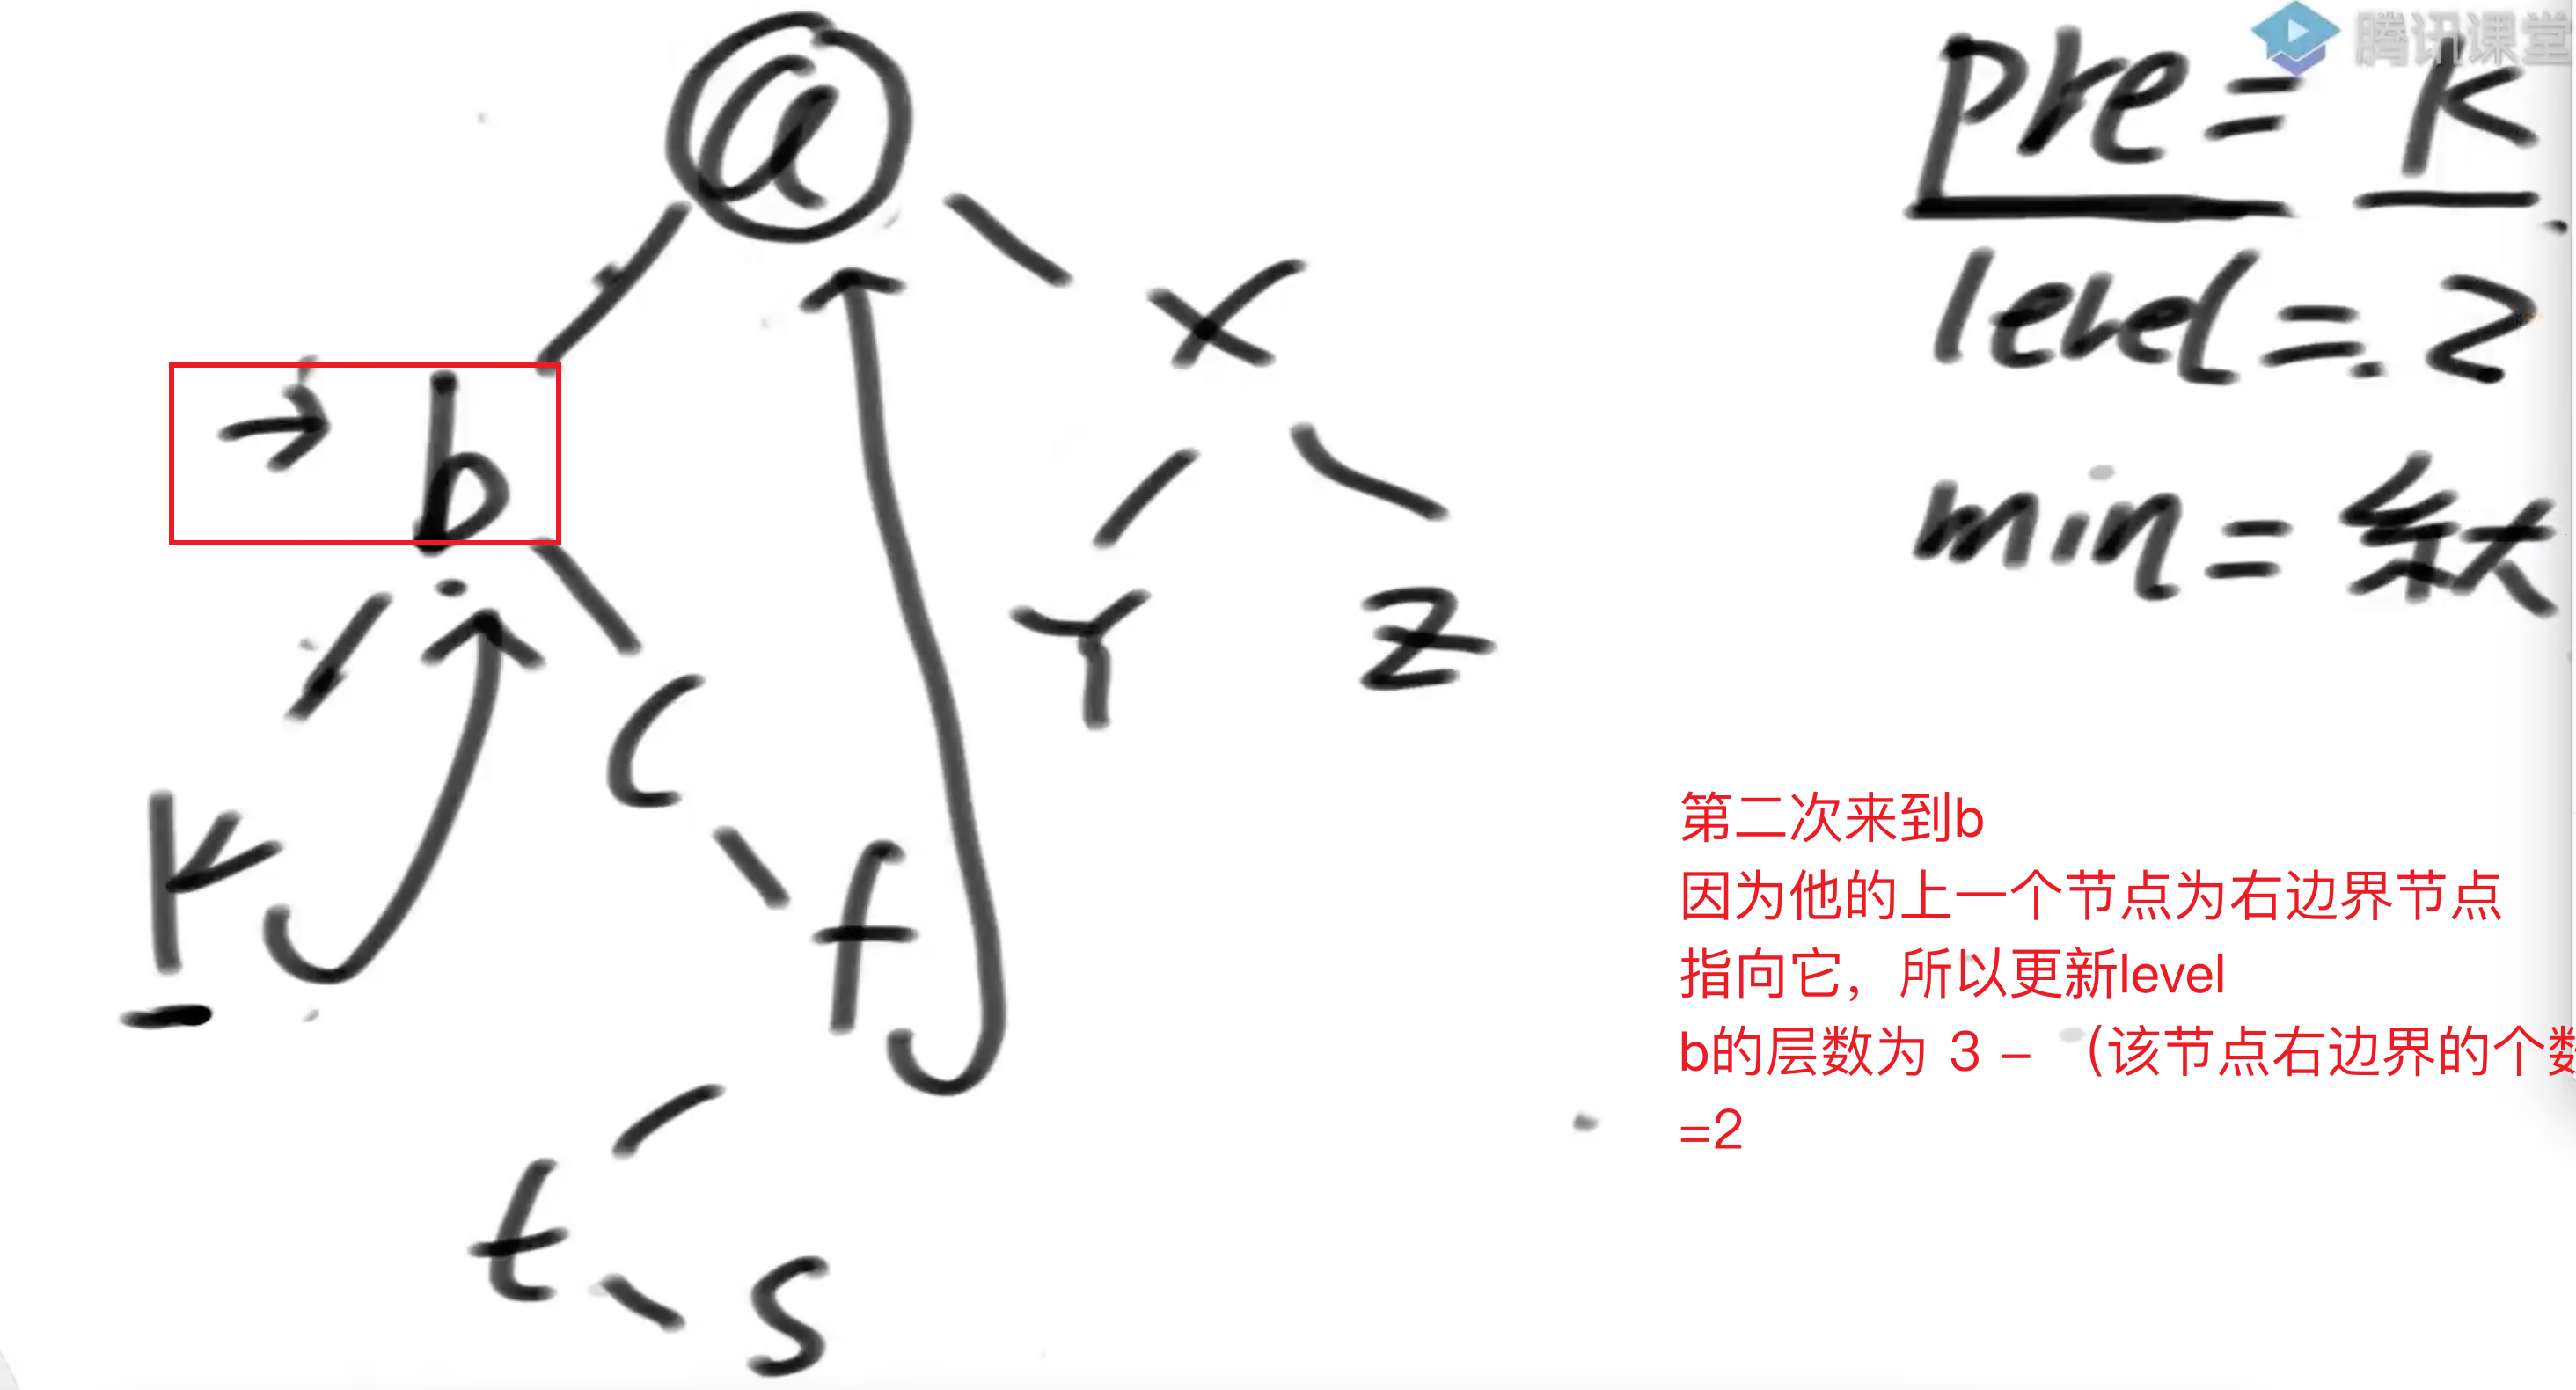 腾讯课堂
a
pre = K
level = 2
X
b
min = 系大
Y
Z
C
K
f
第二次来到b
因为他的上一个节点为右边界节点
指向它，所以更新level
b的层数为 3 – （该节点右边界的个数
=2
t
s